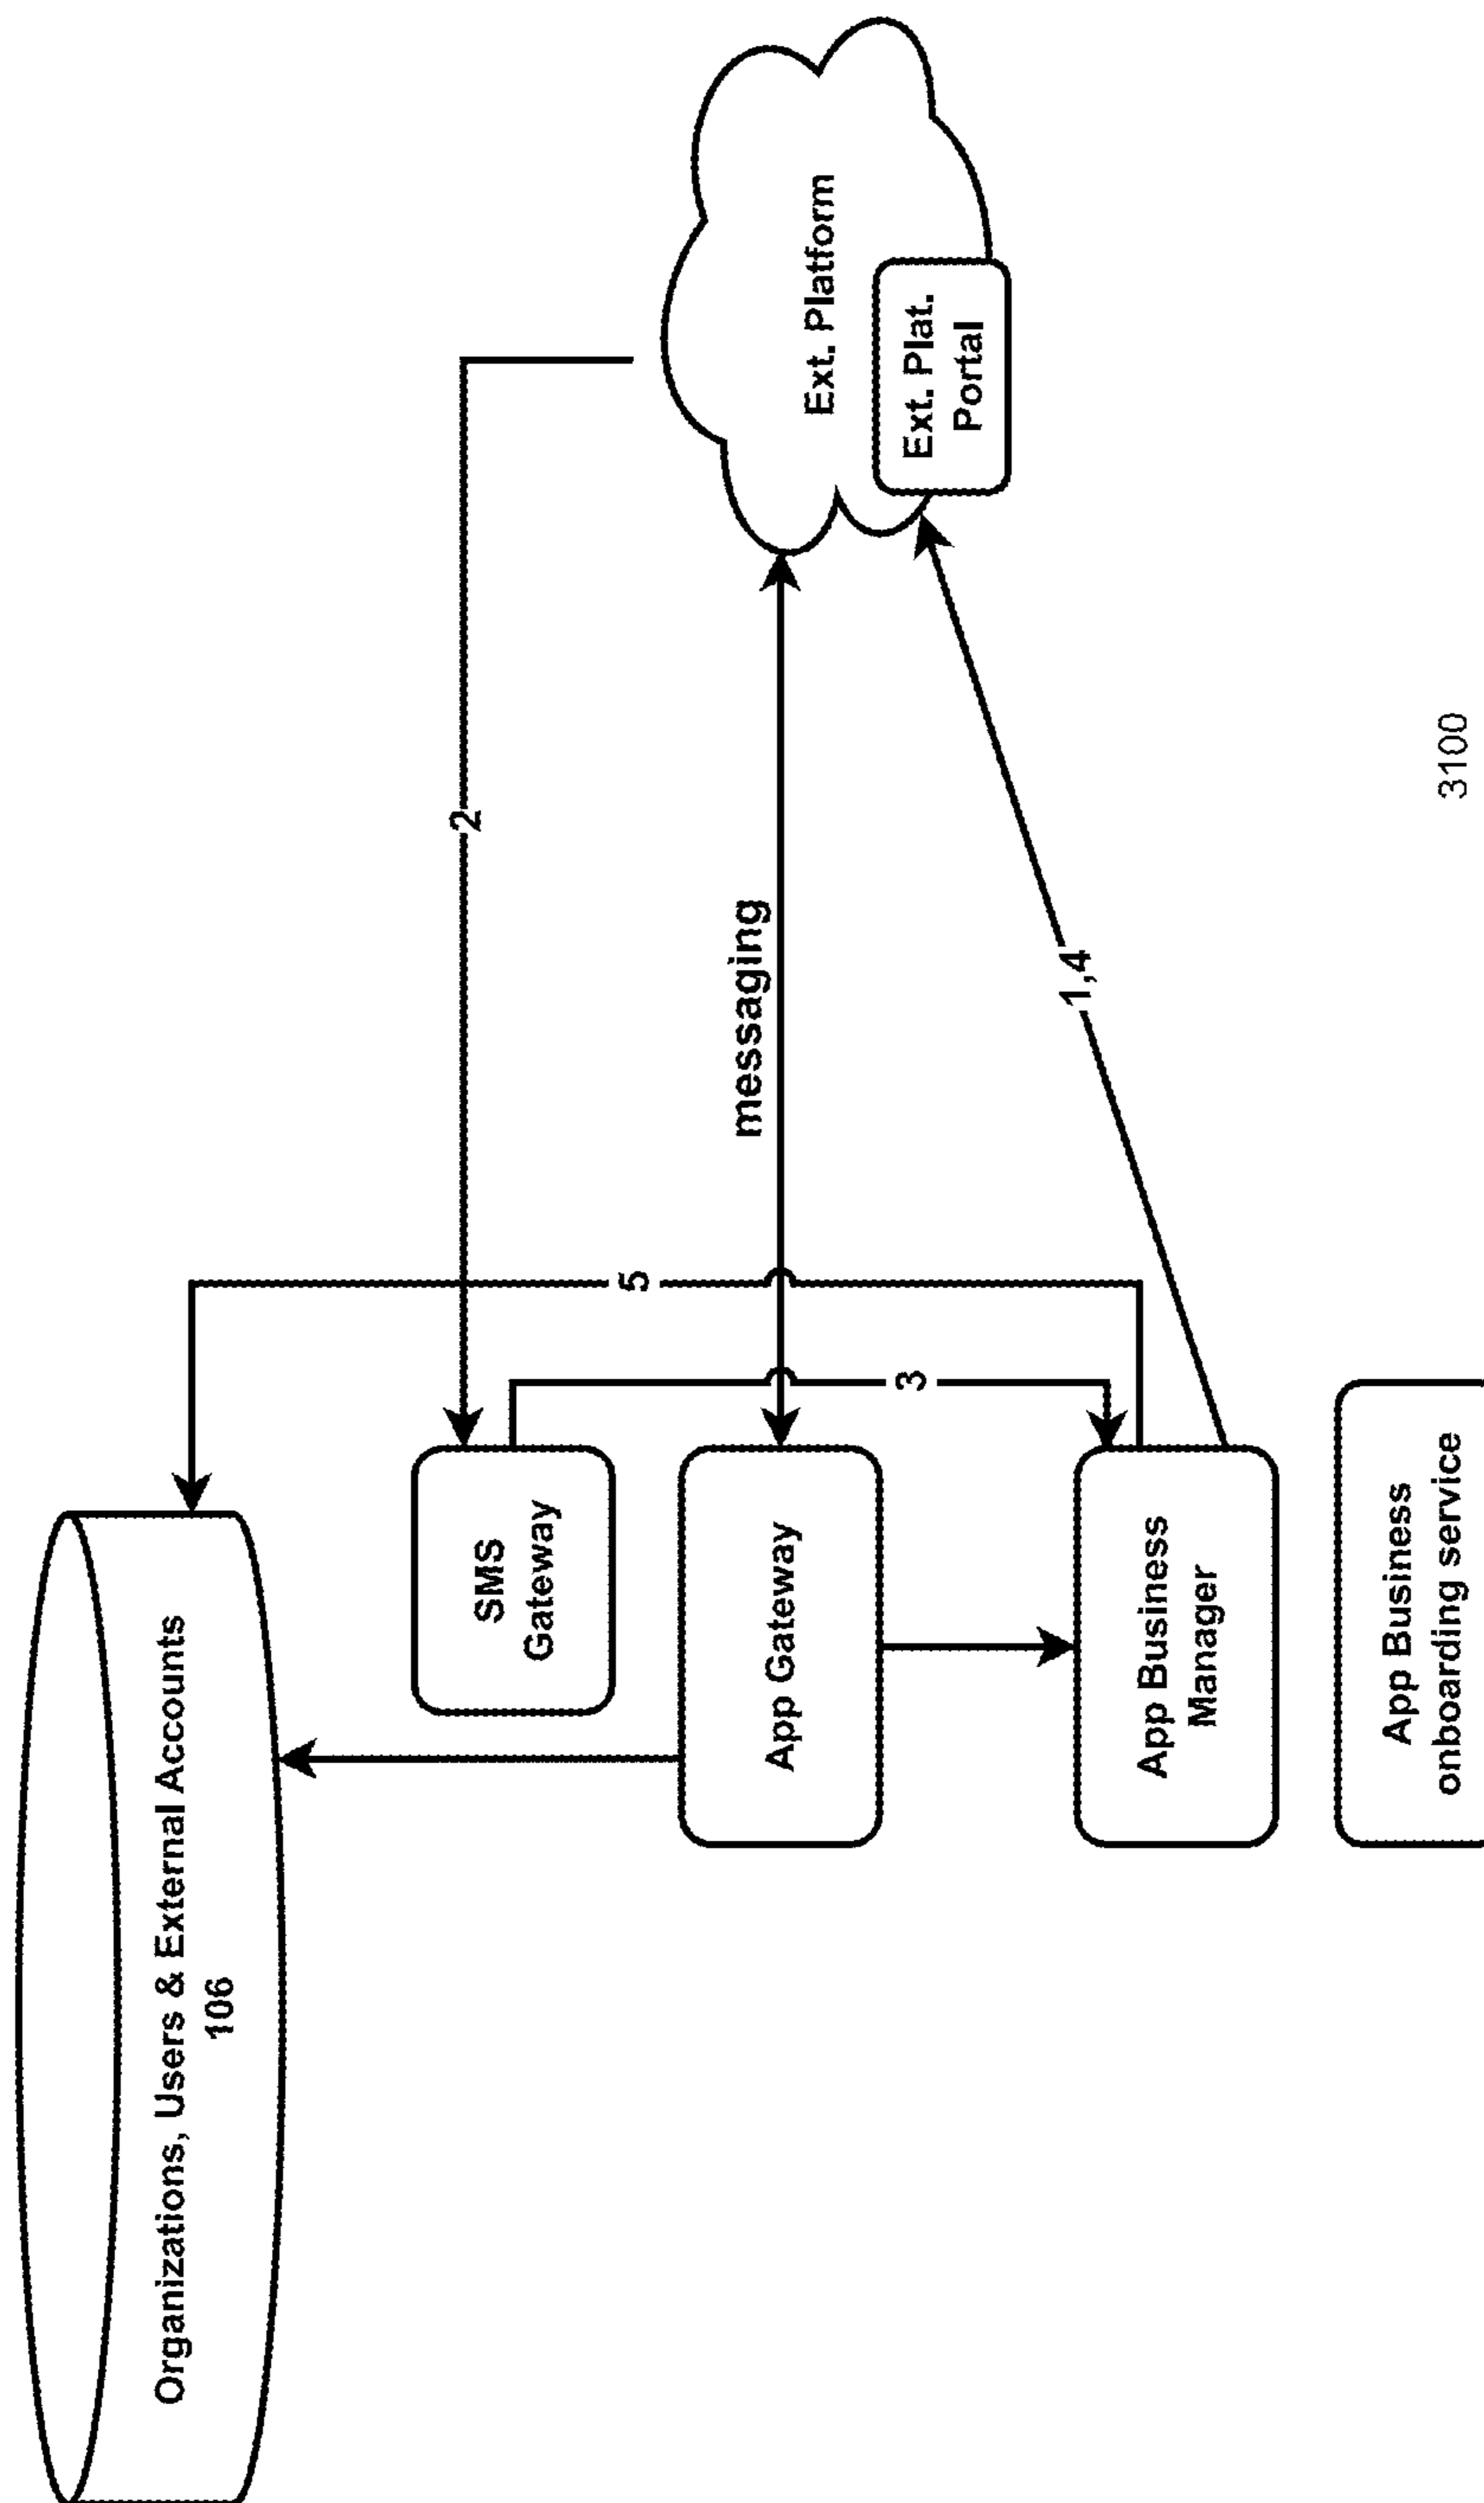 Organizations, Users & External Accounts
106
SMS
Gateway
App Gateway
App Business
Manager
App Business
onboarding service
2
5
3
messaging
1,4
Ext. Platform
Ext. Plat.
Portal
3100